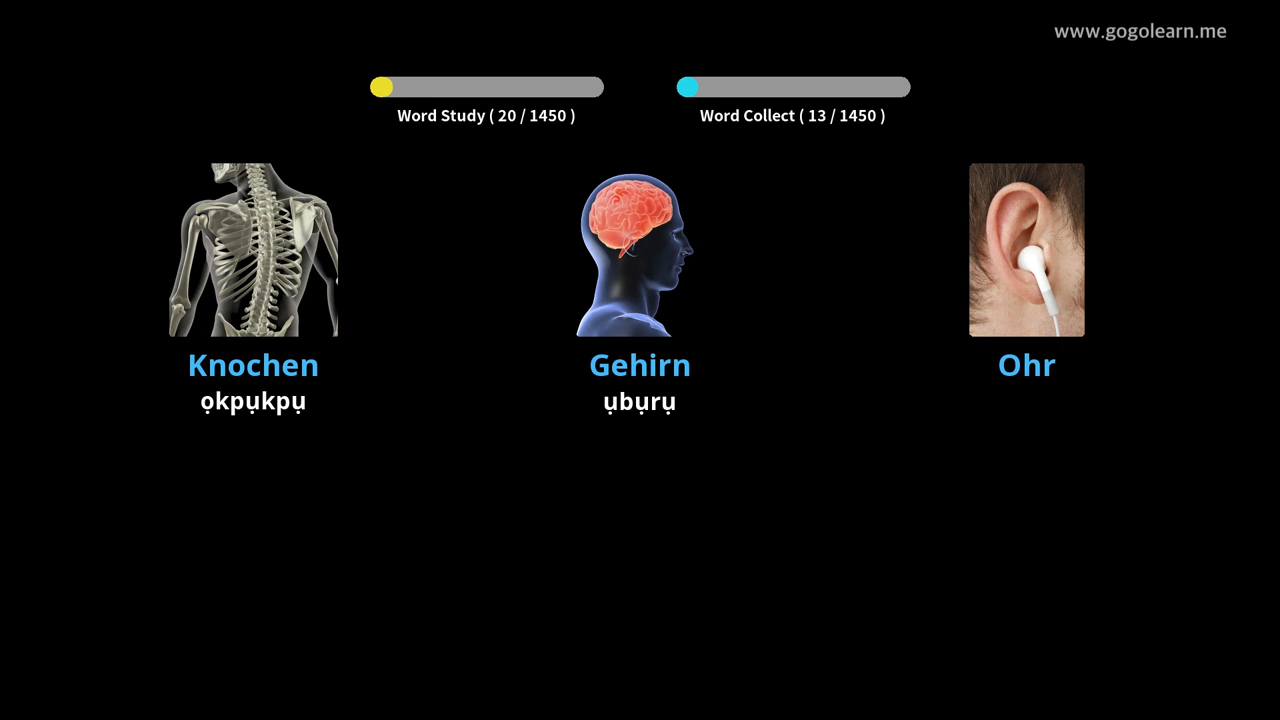 www.gogolearn.me
Word Study ( 20 / 1450 )
Word Collect ( 13 / 1450 )
Knochen
ọkpụkpụ
Gehirn
ụbụrụ
Ohr